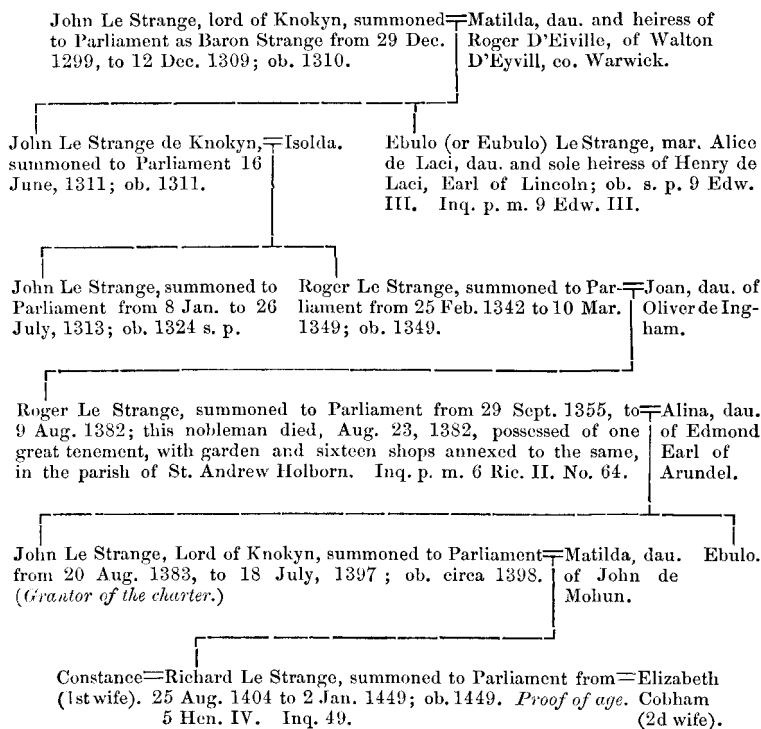 John Le Strange, lord of Knokyn, summoned
to Parliament as Baron Strange from 29 Dec.
1299, to 12 Dec. 1309; ob. 1310.
Matilda, dau. and heiress of
Roger D'Eiville, of Walton
D'Eyvill, co. Warwick.
John Le Strange de Knokyn,
summoned to Parliament 16
June, 1311; ob. 1311.
Isolda.
Ebulo (or Eubulo) Le Strange, mar. Alice
de Laci, dau. and sole heiress of Henry de
Laci, Earl of Lincoln; ob. s. p. 9 Edw.
III. Inq. p. m. 9 Edw. III.
John Le Strange, summoned to
Parliament from 8 Jan. to 26
July, 1313; ob. 1324 s. p.
Roger Le Strange, summoned to Par-
liament from 25 Feb. 1342 to 10 Mar.
1349; ob. 1349.
Joan, dau. of
Oliver de Ing-
ham.
Roger Le Strange, summoned to Parliament from 29 Sept. 1355, to
9 Aug. 1382; this nobleman died, Aug. 23, 1382, possessed of one
great tenement, with garden and sixteen shops annexed to the same,
in the parish of St. Andrew Holborn. Inq. p. m. 6 Ric. II. No. 64.
Alina, dau.
of Edmond
Earl of
Arundel.
John Le Strange, Lord of Knokyn, summoned to Parliament
from 20 Aug. 1383, to 18 July, 1397; ob. circa 1398.
(Grantor of the charter.)
Matilda, dau.
of John de
Mohun.
Ebulo.
Constance
(1st wife).
Richard Le Strange, summoned to Parliament from
25 Aug. 1404 to 2 Jan. 1449; ob. 1449. Proof of age.
5 Hen. IV. Inq. 49.
Elizabeth
Cobham
(2d wife).